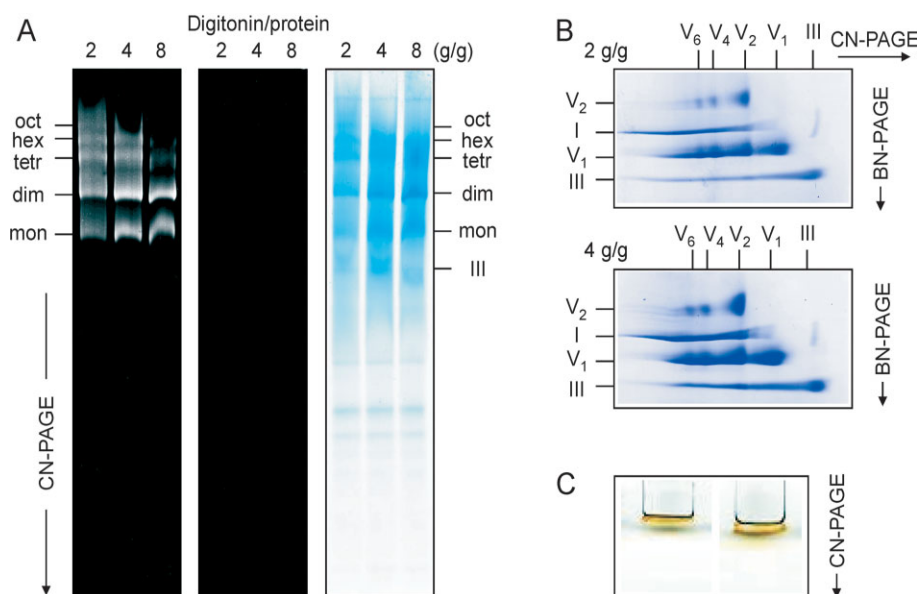 A
Digitonin/protein
2 4 8 2 4 8 2 4 8 (g/g)
oct
hex
tetr
dim
mon
oct
hex
tetr
dim
mon
III
CN-PAGE
B
2 g/g
V6 V4 V2 V1 III CN-PAGE
V2
I
V1
III
BN-PAGE
4 g/g
V6 V4 V2 V1 III
V2
I
V1
III
BN-PAGE
C
CN-PAGE